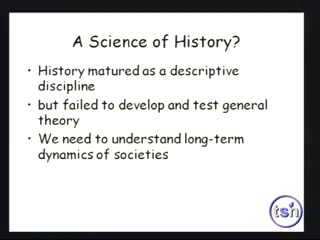 A Science of History?
• History matured as a descriptive
discipline
• but failed to develop and test general
theory
• We need to understand long-term
dynamics of societies
tsn